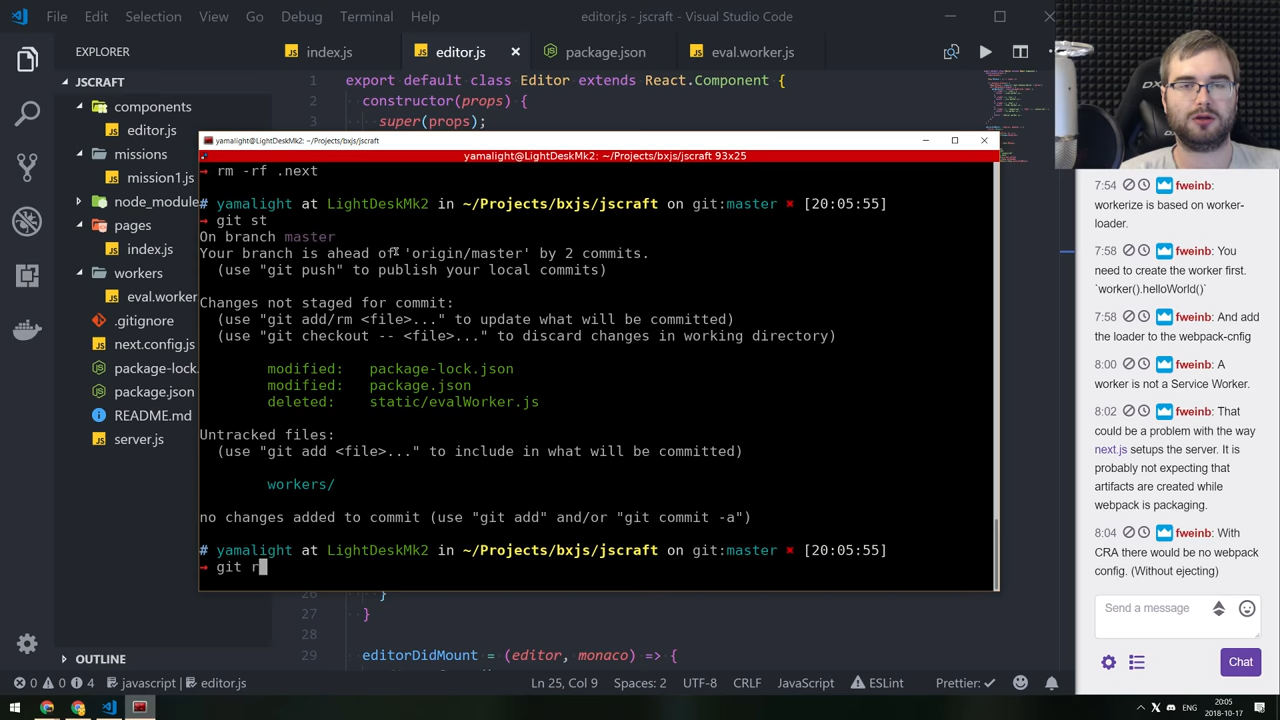 File Edit Selection View Go Debug Terminal Help editor.js - jscraft - Visual Studio Code
EXPLORER
index.js editor.js package.json eval.worker.js
JSCRAFT
components
editor.js
missions
mission1.js
node_module
pages
index.js
workers
eval.worker
.gitignore
next.config.js
package-lock.
package.json
README.md
server.js
OUTLINE
export default class Editor extends React.Component {
2 constructor(props) {
super(props);
yamalight@LightDeskMk2: ~/Projects/bxjs/jscraft
yamalight@LightDeskMk2: ~/Projects/bxjs/jscraft 93x25
→ rm -rf .next
# yamalight at LightDeskMk2 in ~/Projects/bxjs/jscraft on git:master ✖ [20:05:55]
→ git st
On branch master
Your branch is ahead of 'origin/master' by 2 commits.
(use "git push" to publish your local commits)
Changes not staged for commit:
(use "git add/rm <file>..." to update what will be committed)
(use "git checkout -- <file>..." to discard changes in working directory)
modified: package-lock.json
modified: package.json
deleted: static/evalWorker.js
Untracked files:
(use "git add <file>..." to include in what will be committed)
workers/
no changes added to commit (use "git add" and/or "git commit -a")
# yamalight at LightDeskMk2 in ~/Projects/bxjs/jscraft on git:master ✖ [20:05:55]
→ git r
26 }
27 }
28
29 editorDidMount = (editor, monaco) => {
0 0 4 javascript editor.js Ln 25, Col 9 Spaces: 2 UTF-8 CRLF JavaScript ESLint Prettier: ✓
7:54 fweinb:
workerize is based on worker-
loader.
7:58 fweinb: You
need to create the worker first.
`worker().helloWorld()`
7:58 fweinb: And add
the loader to the webpack-cnfig
8:00 fweinb: A
worker is not a Service Worker.
8:02 fweinb: That
could be a problem with the way
next.js setups the server. It is
probably not expecting that
artifacts are created while
webpack is packaging.
8:04 fweinb: With
CRA there would be no webpack
config. (Without ejecting)
Send a message
Chat
ENG
20:05
2018-10-17